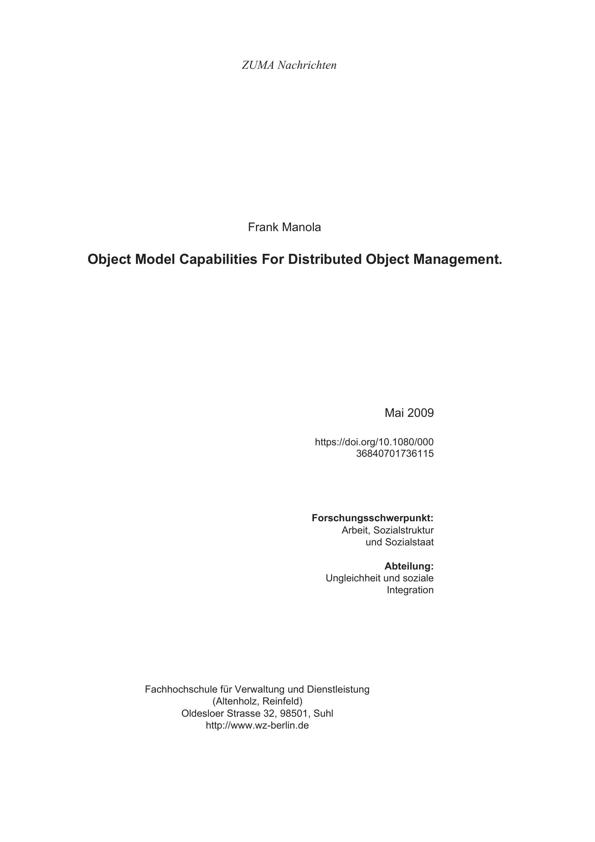 ZUMA Nachrichten
Frank Manola
Object Model Capabilities For Distributed Object Management.
Mai 2009
https://doi.org/10.1080/000
36840701736115
Forschungsschwerpunkt:
Arbeit, Sozialstruktur
und Sozialstaat
Abteilung:
Ungleichheit und soziale
Integration
Fachhochschule für Verwaltung und Dienstleistung
(Altenholz, Reinfeld)
Oldesloer Strasse 32, 98501, Suhl
http://www.wz-berlin.de